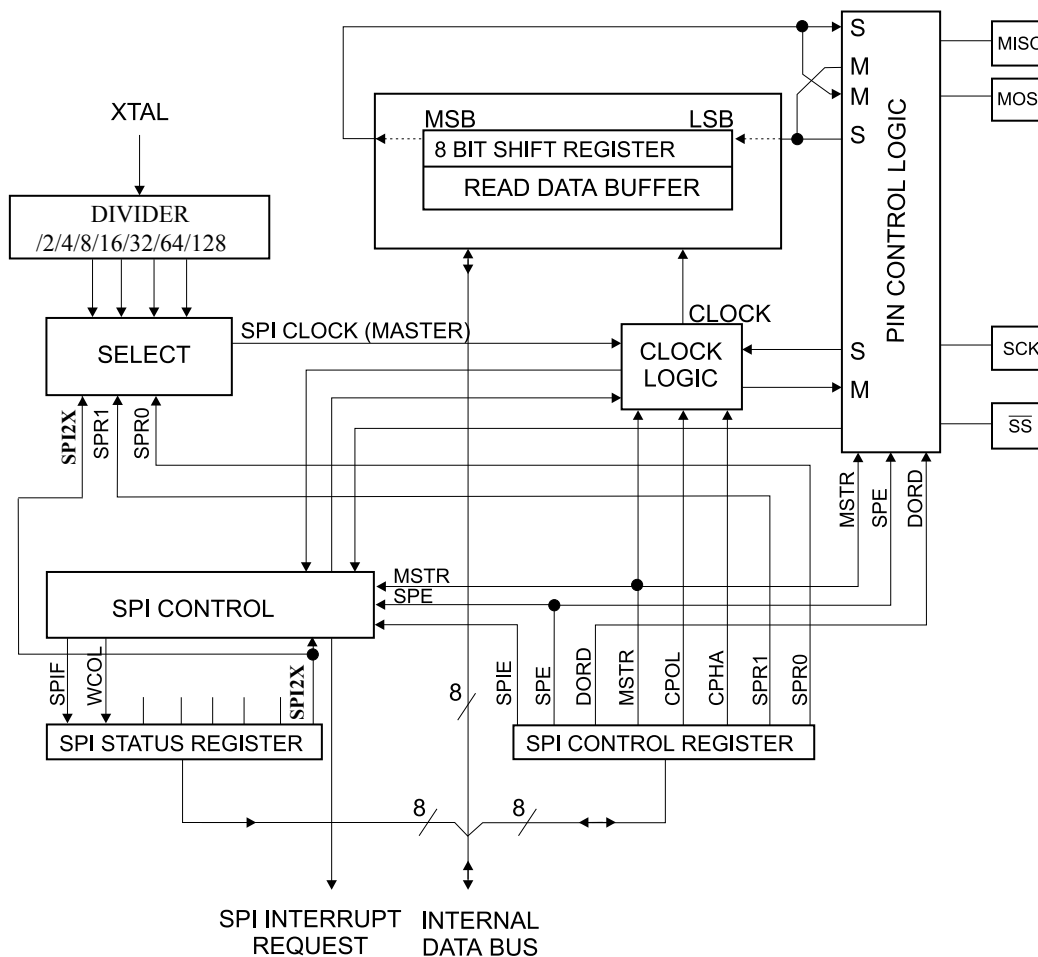 S
MISO
M
M
MOSI
MSB
LSB
S
8 BIT SHIFT REGISTER
READ DATA BUFFER
XTAL
DIVIDER
/2/4/8/16/32/64/128
PIN CONTROL LOGIC
SPI CLOCK (MASTER)
CLOCK
SELECT
CLOCK
LOGIC
S
M
SCK
SS
SPI2X
SPR1
SPR0
MSTR
SPE
DORD
SPI CONTROL
MSTR
SPE
SPIF
WCOL
SPI2X
8
SPIE
SPE
DORD
MSTR
CPOL
CPHA
SPR1
SPR0
SPI STATUS REGISTER
SPI CONTROL REGISTER
8
8
SPI INTERRUPT
REQUEST
INTERNAL
DATA BUS